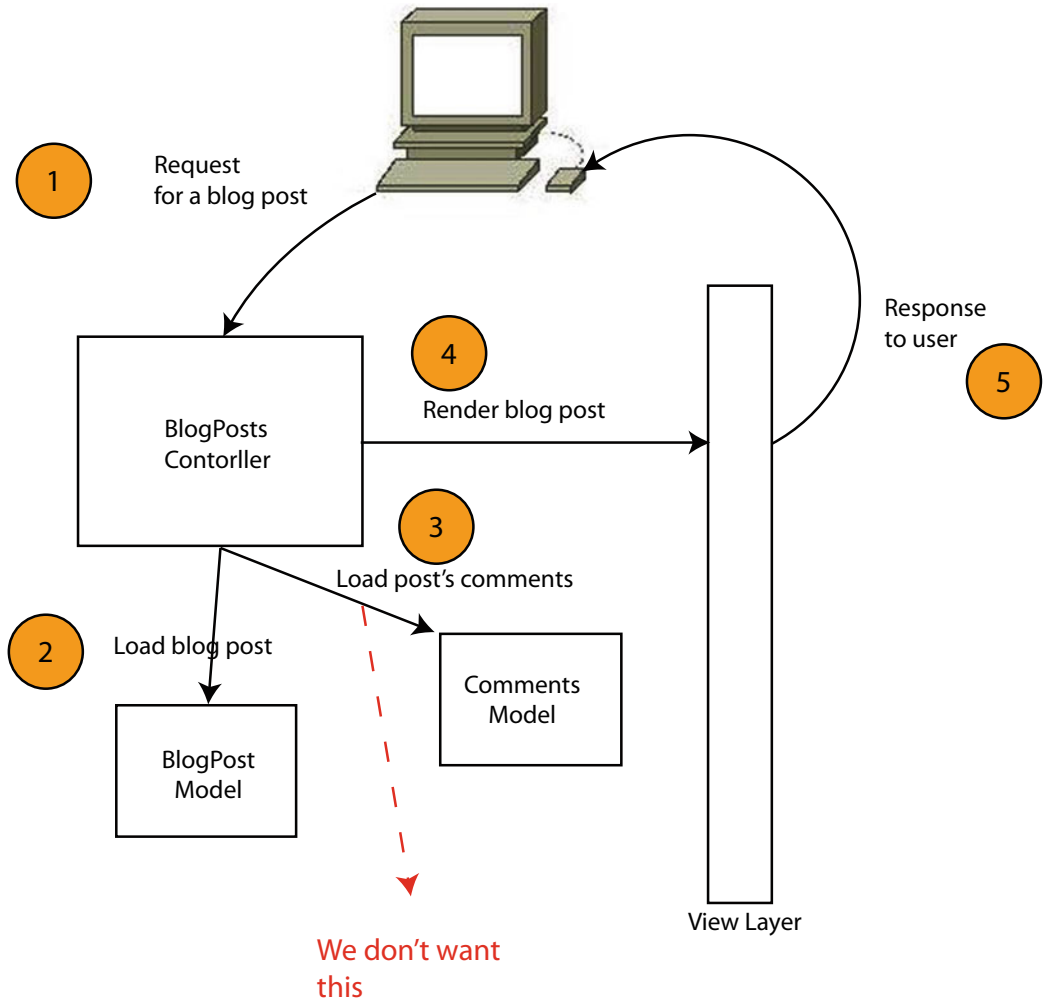 1
Request
for a blog post
Response
to user
5
4
Render blog post
BlogPosts
Contorller
3
Load post's comments
2
Load blog post
Comments
Model
BlogPost
Model
View Layer
We don't want
this